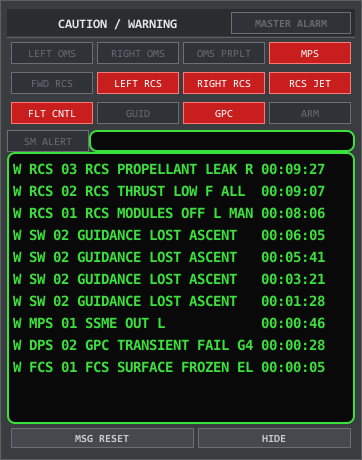 CAUTION / WARNING MASTER ALARM
LEFT OMS RIGHT OMS OMS PRPLT MPS
FWD RCS LEFT RCS RIGHT RCS RCS JET
FLT CNTL GUID GPC ARM
SM ALERT
W RCS 03 RCS PROPELLANT LEAK R 00:09:27
W RCS 02 RCS THRUST LOW F ALL 00:09:07
W RCS 01 RCS MODULES OFF L MAN 00:08:06
W SW 02 GUIDANCE LOST ASCENT 00:06:05
W SW 02 GUIDANCE LOST ASCENT 00:05:41
W SW 02 GUIDANCE LOST ASCENT 00:03:21
W SW 02 GUIDANCE LOST ASCENT 00:01:28
W MPS 01 SSME OUT L 00:00:46
W DPS 02 GPC TRANSIENT FAIL G4 00:00:28
W FCS 01 FCS SURFACE FROZEN EL 00:00:05
MSG RESET HIDE